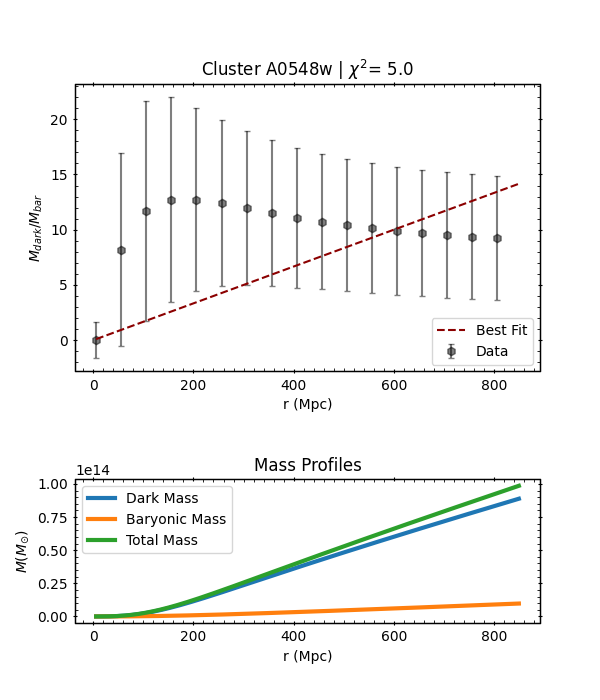 Cluster A0548w | χ²= 5.0
M_dark/M_bar
20
15
10
5
0
Best Fit
Data
0 200 400 600 800
r (Mpc)
Mass Profiles
1e14
M(M_⊙)
1.00
0.75
0.50
0.25
0.00
Dark Mass
Baryonic Mass
Total Mass
0 200 400 600 800
r (Mpc)